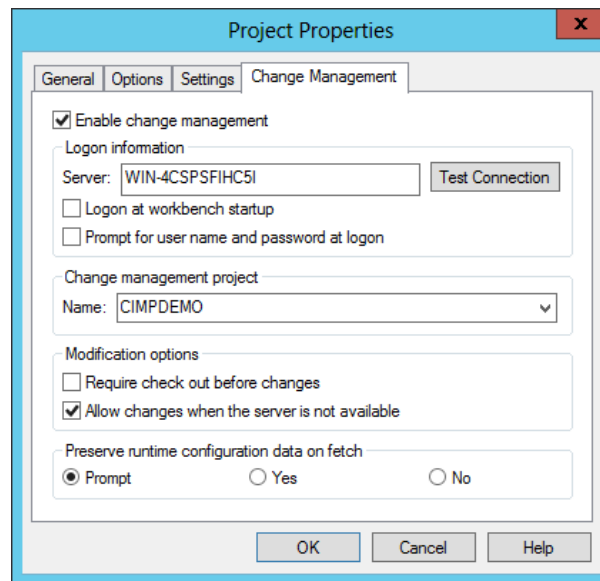 Project Properties
x
General Options Settings Change Management
Enable change management
Logon information
Server: WIN-4CSPSFIHC5I Test Connection
Logon at workbench startup
Prompt for user name and password at logon
Change management project
Name: CIMPDEMO
Modification options
Require check out before changes
Allow changes when the server is not available
Preserve runtime configuration data on fetch
Prompt Yes No
OK Cancel Help